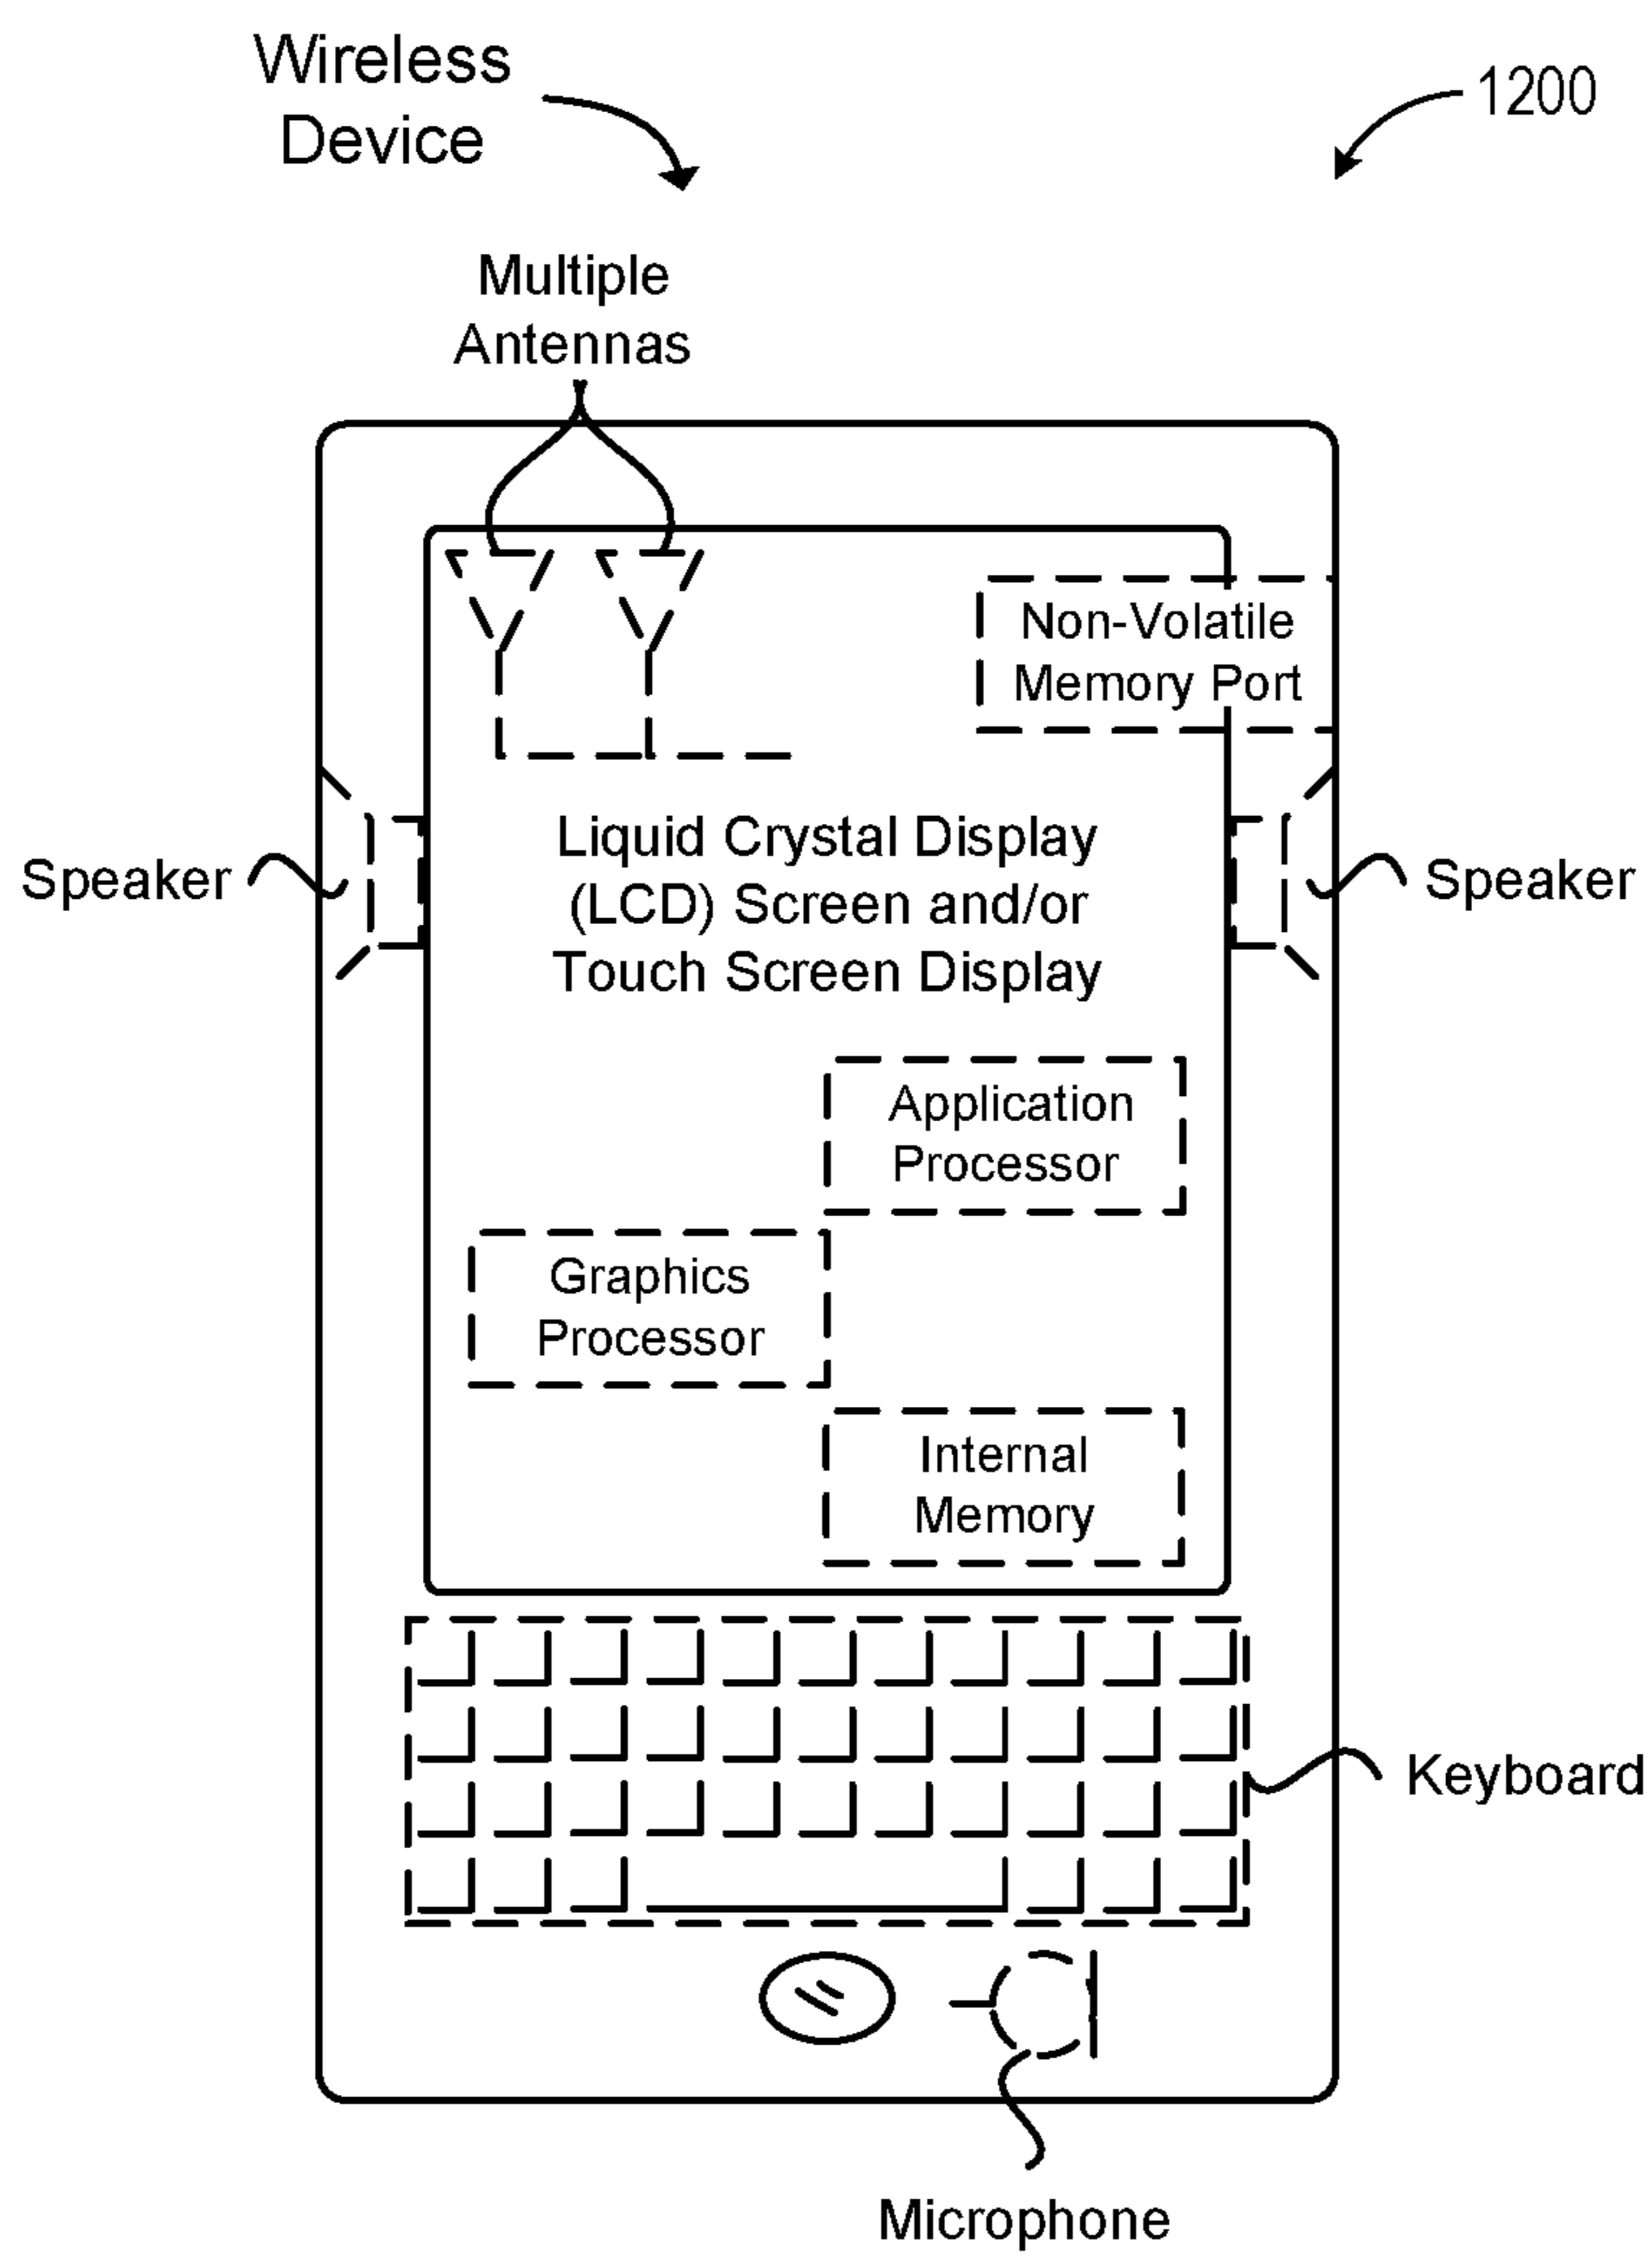 Wireless
Device
1200
Multiple
Antennas
Non-Volatile
Memory Port
Liquid Crystal Display
(LCD) Screen and/or
Touch Screen Display
Speaker
Speaker
Application
Processor
Graphics
Processor
Internal
Memory
Keyboard
Microphone